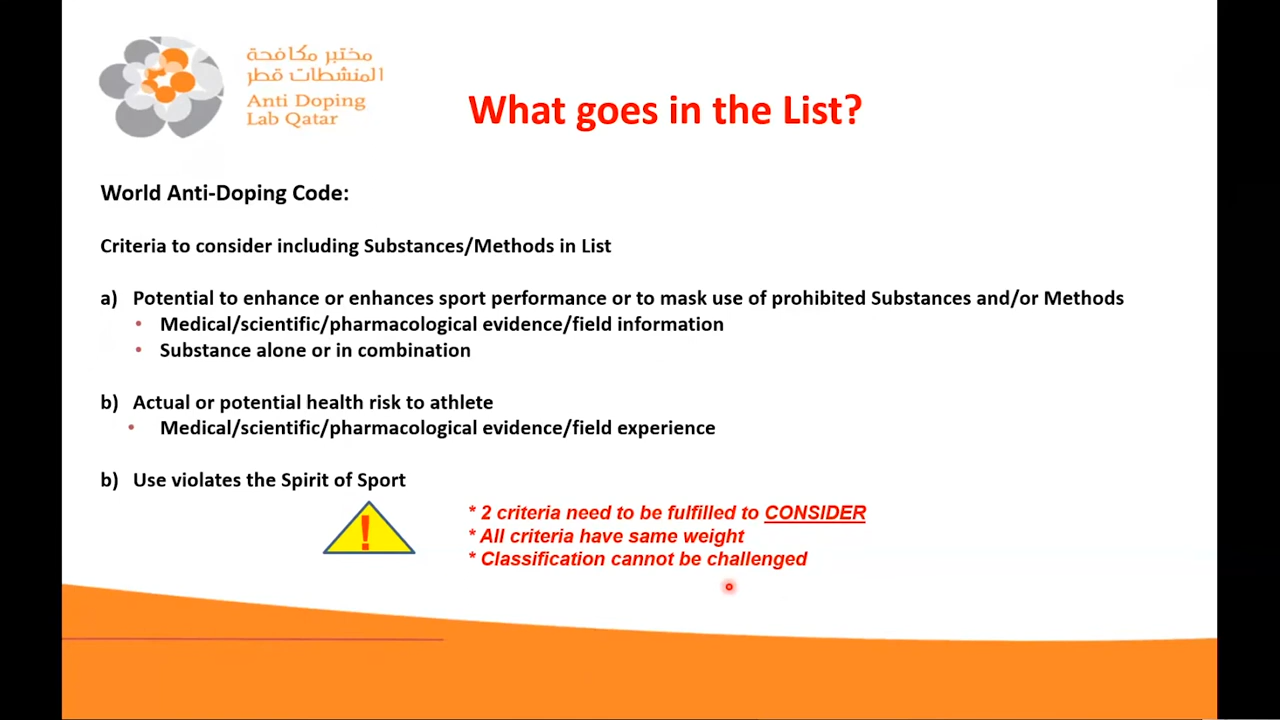 مختبر مكافحة
المنشطات قطر
Anti Doping
Lab Qatar
What goes in the List?
World Anti-Doping Code:
Criteria to consider including Substances/Methods in List
a) Potential to enhance or enhances sport performance or to mask use of prohibited Substances and/or Methods
• Medical/scientific/pharmacological evidence/field information
• Substance alone or in combination
b) Actual or potential health risk to athlete
• Medical/scientific/pharmacological evidence/field experience
b) Use violates the Spirit of Sport
!
* 2 criteria need to be fulfilled to CONSIDER
* All criteria have same weight
* Classification cannot be challenged